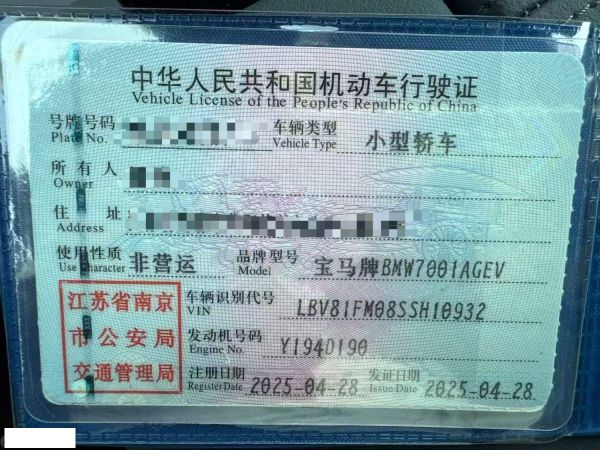 中华人民共和国机动车行驶证
Vehicle License of the People's Republic of China
号牌号码 车辆类型 小型轿车
Plate No. Vehicle Type
所有人
Owner
住址
Address
使用性质 非营运 品牌型号 宝马牌BMW7001AGEV
Use Character Model
江苏省南京 车辆识别代号 LBV81FM08SSH10932
VIN
市公安局 发动机号码 Y194D190
Engine No.
交通管理局 注册日期 2025-04-28 发证日期 2025-04-28
Register Date Issue Date